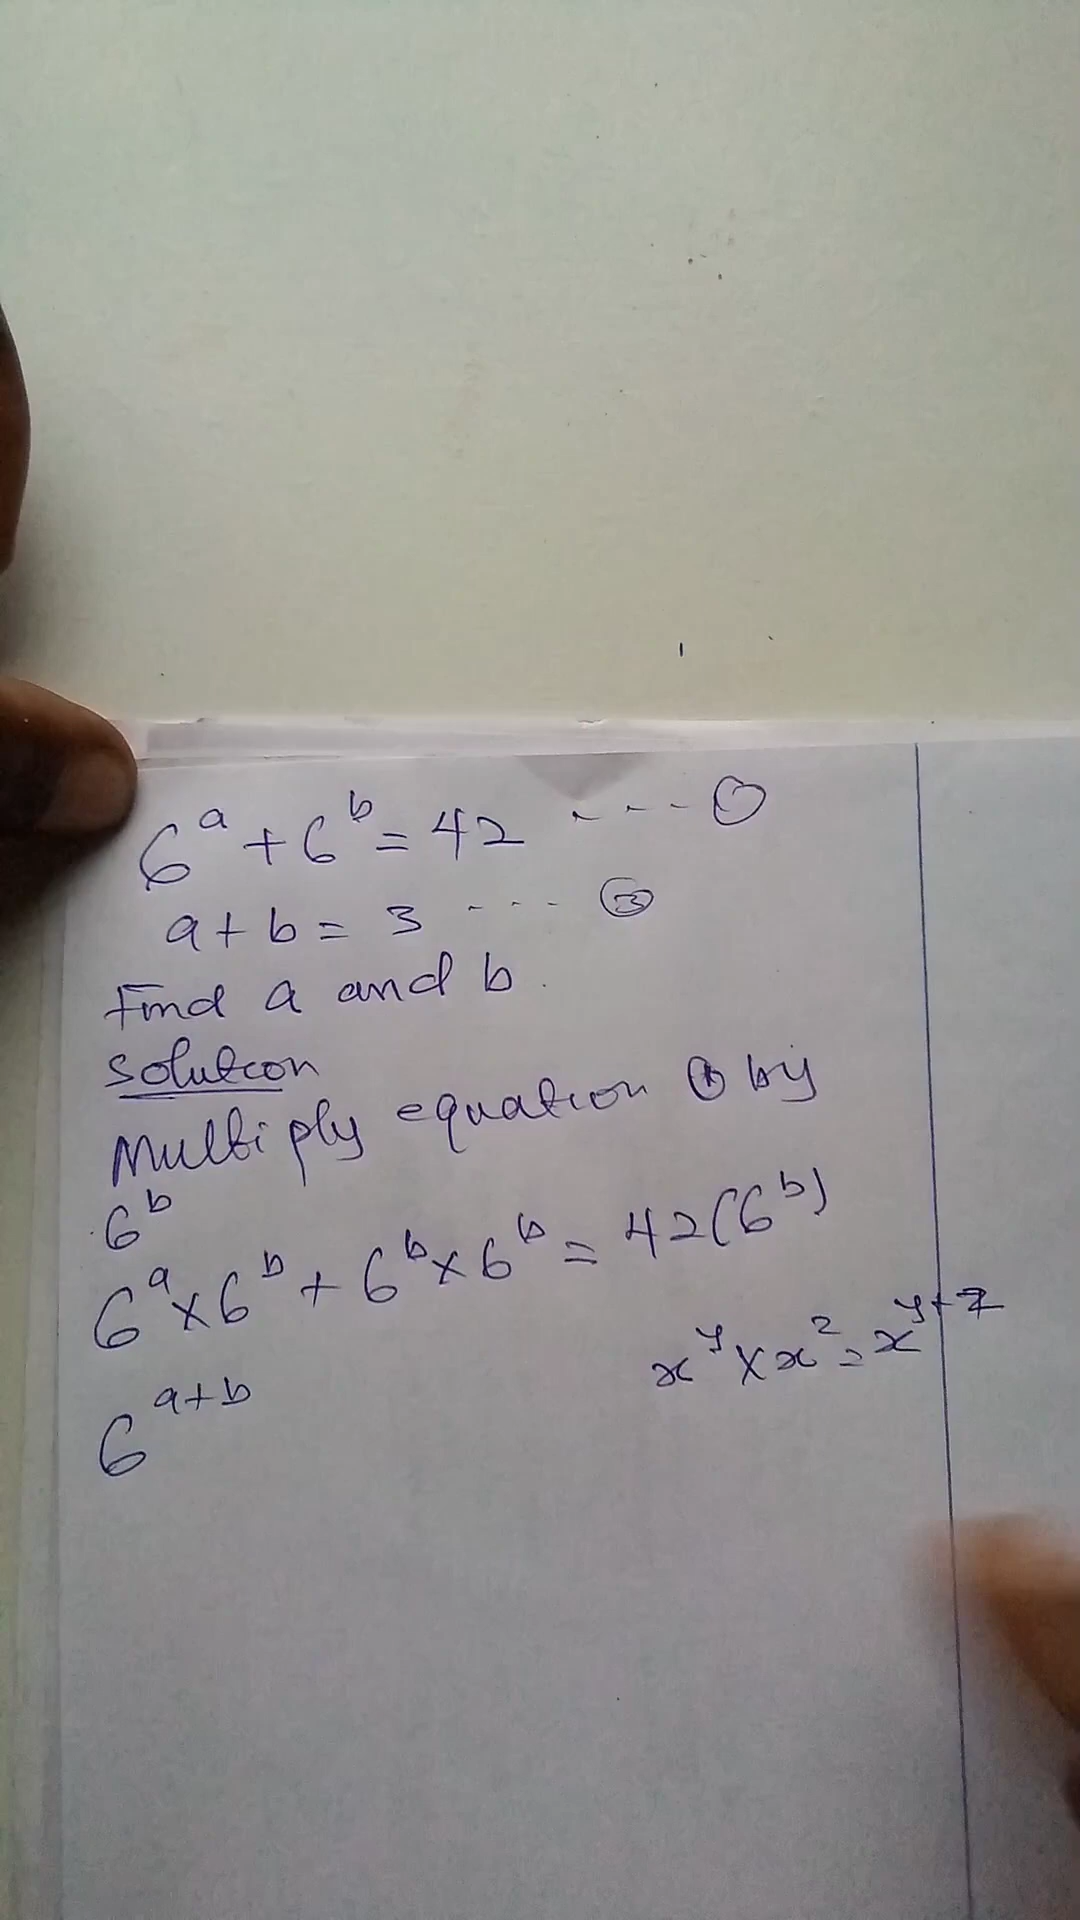 6^a + 6^b = 42 - - - ①
a + b = 3 - - - ②
Find a and b
Solution
Multiply equation ① by
6^b
6^a x 6^b + 6^b x 6^b = 42(6^b)
x^y x x^z = x^y+z
6^a+b